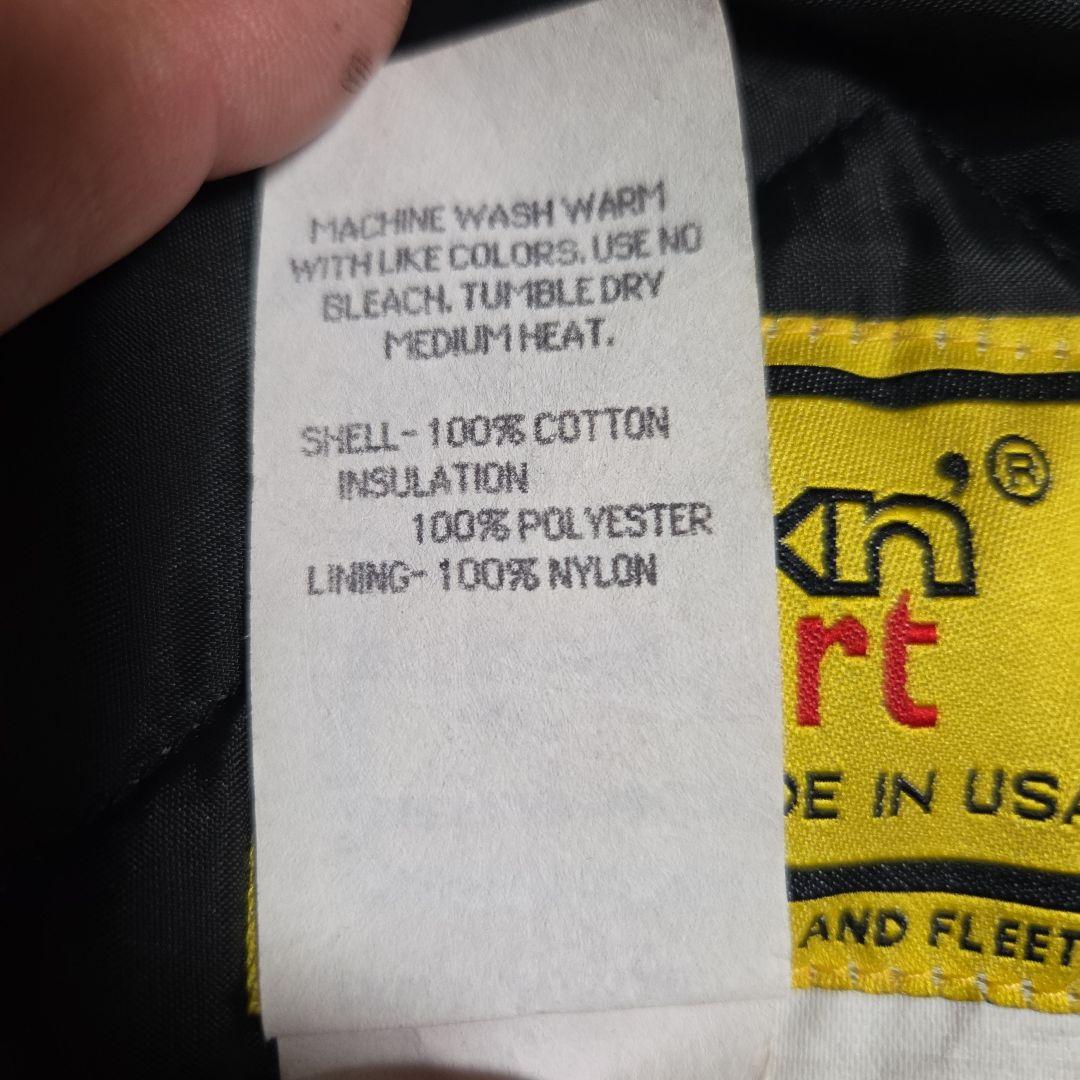 MACHINE WASH WARM
WITH LIKE COLORS. USE NO
BLEACH. TUMBLE DRY
MEDIUM HEAT.
SHELL- 100% COTTON
INSULATION
100% POLYESTER
LINING- 100% NYLON
kn'®
rt
DE IN USA
AND FLEET